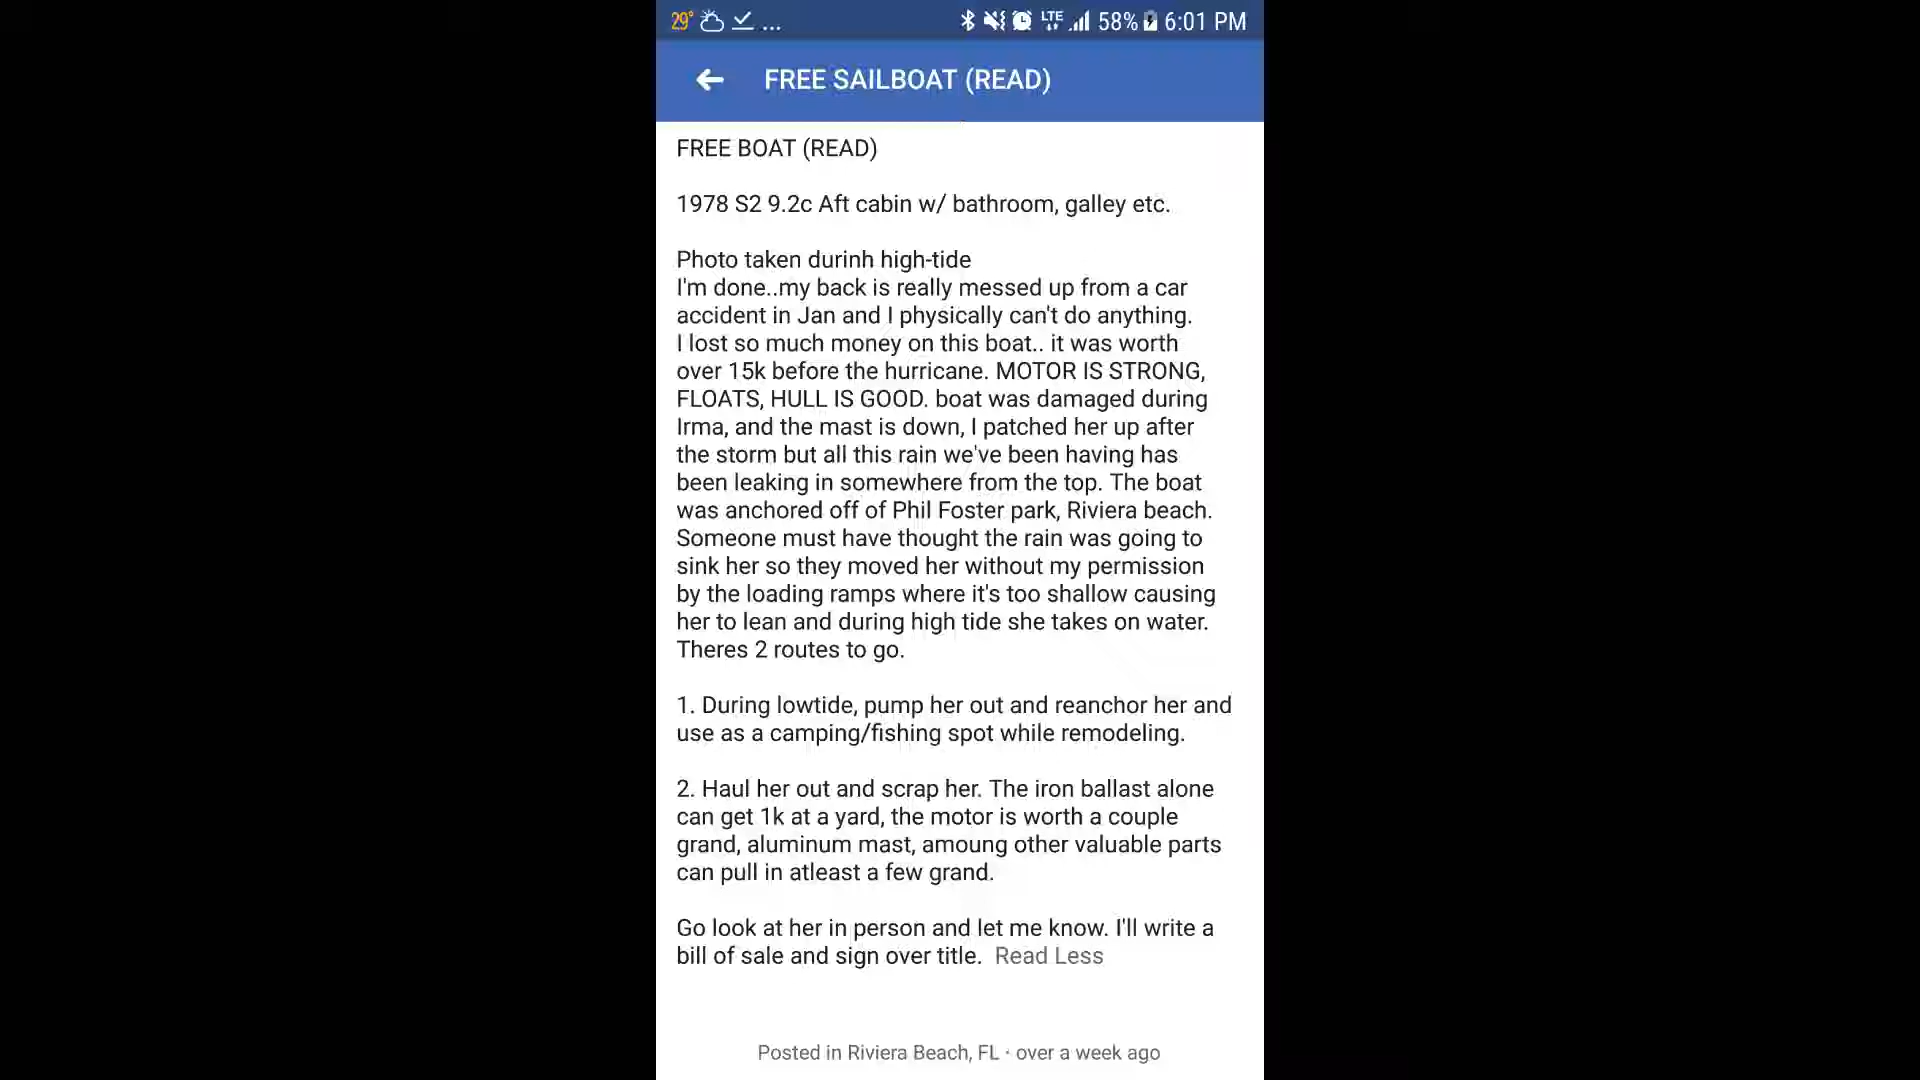 29° ... LTE 58% 6:01 PM
FREE SAILBOAT (READ)
FREE BOAT (READ)
1978 S2 9.2c Aft cabin w/ bathroom, galley etc.
Photo taken durinh high-tide
I'm done..my back is really messed up from a car
accident in Jan and I physically can't do anything.
I lost so much money on this boat.. it was worth
over 15k before the hurricane. MOTOR IS STRONG,
FLOATS, HULL IS GOOD. boat was damaged during
Irma, and the mast is down, I patched her up after
the storm but all this rain we've been having has
been leaking in somewhere from the top. The boat
was anchored off of Phil Foster park, Riviera beach.
Someone must have thought the rain was going to
sink her so they moved her without my permission
by the loading ramps where it's too shallow causing
her to lean and during high tide she takes on water.
Theres 2 routes to go.
1. During lowtide, pump her out and reanchor her and
use as a camping/fishing spot while remodeling.
2. Haul her out and scrap her. The iron ballast alone
can get 1k at a yard, the motor is worth a couple
grand, aluminum mast, amoung other valuable parts
can pull in atleast a few grand.
Go look at her in person and let me know. I'll write a
bill of sale and sign over title. Read Less
Posted in Riviera Beach, FL · over a week ago